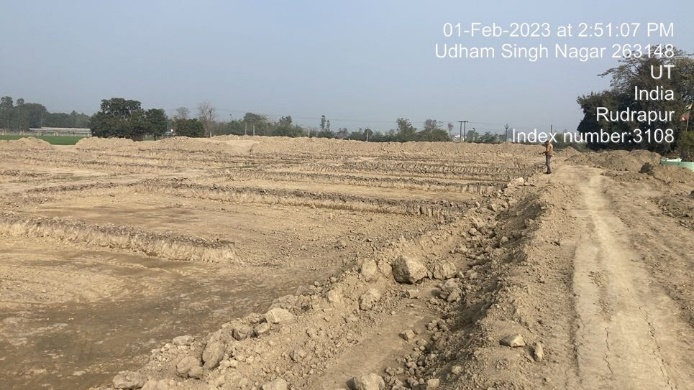 01-Feb-2023 at 2:51:07 PM
Udham Singh Nagar 263148
UT
India
Rudrapur
Index number:3108